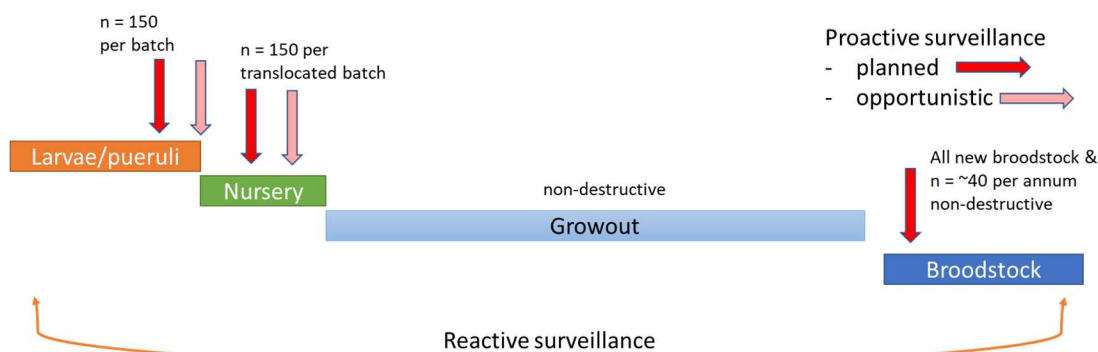 n = 150
per batch
n = 150 per
translocated batch
Proactive surveillance
- planned
- opportunistic
Larvae/pueruli
Nursery
non-destructive
Growout
All new broodstock &
n = ~40 per annum
non-destructive
Broodstock
Reactive surveillance